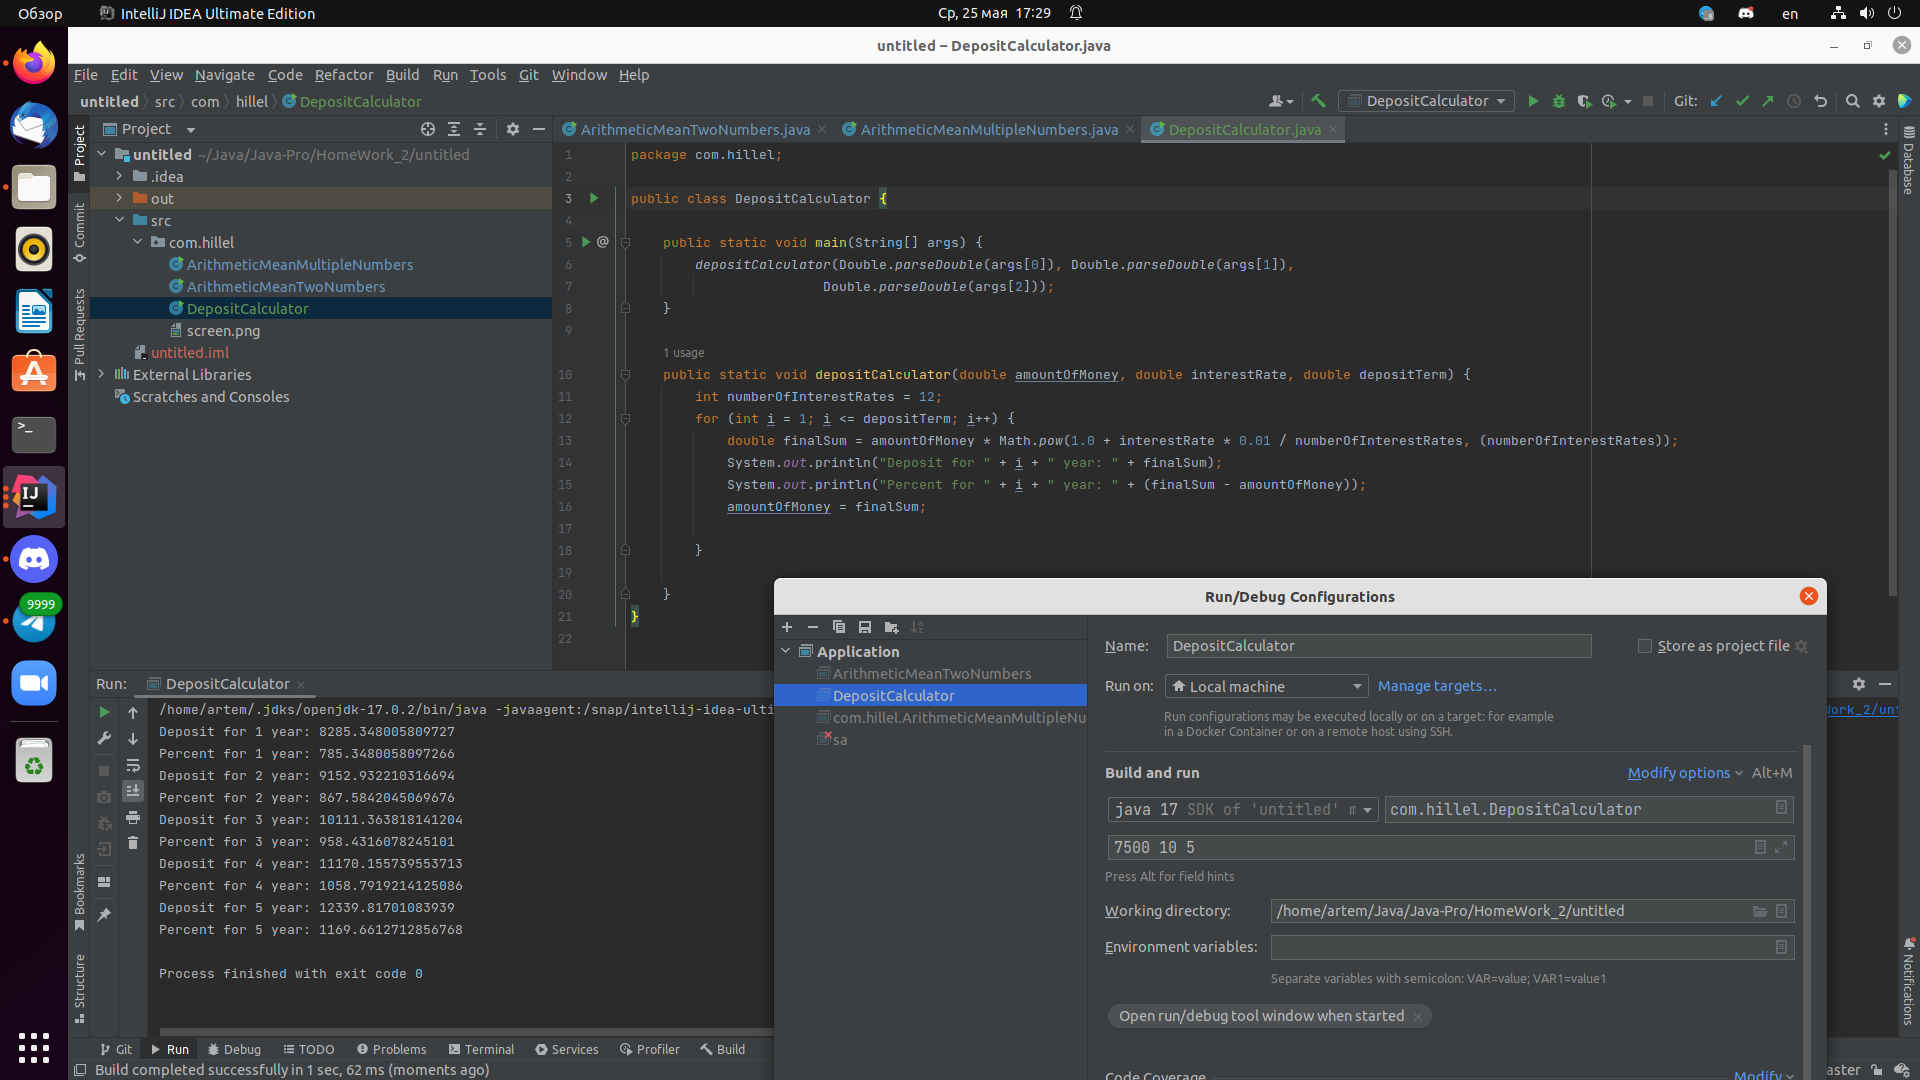 Обзор
IntelliJ IDEA Ultimate Edition
Ср, 25 мая 17:29
en
untitled – DepositCalculator.java
File Edit View Navigate Code Refactor Build Run Tools Git Window Help
untitled src com hillel DepositCalculator
DepositCalculator
Git:
Project
ArithmeticMeanTwoNumbers.java
ArithmeticMeanMultipleNumbers.java
DepositCalculator.java
Project
Commit
Pull Requests
Bookmarks
Structure
Database
Notifications
untitled ~/Java/Java-Pro/HomeWork_2/untitled
.idea
out
src
com.hillel
ArithmeticMeanMultipleNumbers
ArithmeticMeanTwoNumbers
DepositCalculator
screen.png
untitled.iml
External Libraries
Scratches and Consoles
1 package com.hillel;
2
3 public class DepositCalculator {
4
5 @ public static void main(String[] args) {
6 depositCalculator(Double.parseDouble(args[0]), Double.parseDouble(args[1]),
7 Double.parseDouble(args[2]));
8 }
9
1 usage
10 public static void depositCalculator(double amountOfMoney, double interestRate, double depositTerm) {
11 int numberOfInterestRates = 12;
12 for (int i = 1; i <= depositTerm; i++) {
13 double finalSum = amountOfMoney * Math.pow(1.0 + interestRate * 0.01 / numberOfInterestRates, (numberOfInterestRates));
14 System.out.println("Deposit for " + i + " year: " + finalSum);
15 System.out.println("Percent for " + i + " year: " + (finalSum - amountOfMoney));
16 amountOfMoney = finalSum;
17
18 }
19
20 }
21 }
22
9999
Run: DepositCalculator
/home/artem/.jdks/openjdk-17.0.2/bin/java -javaagent:/snap/intellij-idea-ulti
Deposit for 1 year: 8285.348005809727
Percent for 1 year: 785.3480058097266
Deposit for 2 year: 9152.932210316694
Percent for 2 year: 867.5842045069676
Deposit for 3 year: 10111.363818141204
Percent for 3 year: 958.4316078245101
Deposit for 4 year: 11170.155739553713
Percent for 4 year: 1058.7919214125086
Deposit for 5 year: 12339.81701083939
Percent for 5 year: 1169.6612712856768
Process finished with exit code 0
Run/Debug Configurations
Application
ArithmeticMeanTwoNumbers
DepositCalculator
com.hillel.ArithmeticMeanMultipleNu
sa
Name: DepositCalculator
Store as project file
Run on: Local machine
Manage targets…
Run configurations may be executed locally or on a target: for example
in a Docker Container or on a remote host using SSH.
Build and run
Modify options Alt+M
java 17 SDK of 'untitled' m
com.hillel.DepositCalculator
7500 10 5
Press Alt for field hints
Working directory: /home/artem/Java/Java-Pro/HomeWork_2/untitled
Environment variables:
Separate variables with semicolon: VAR=value; VAR1=value1
Open run/debug tool window when started
Code Coverage
Modify
Git Run Debug TODO Problems Terminal Services Profiler Build
Build completed successfully in 1 sec, 62 ms (moments ago)
aster